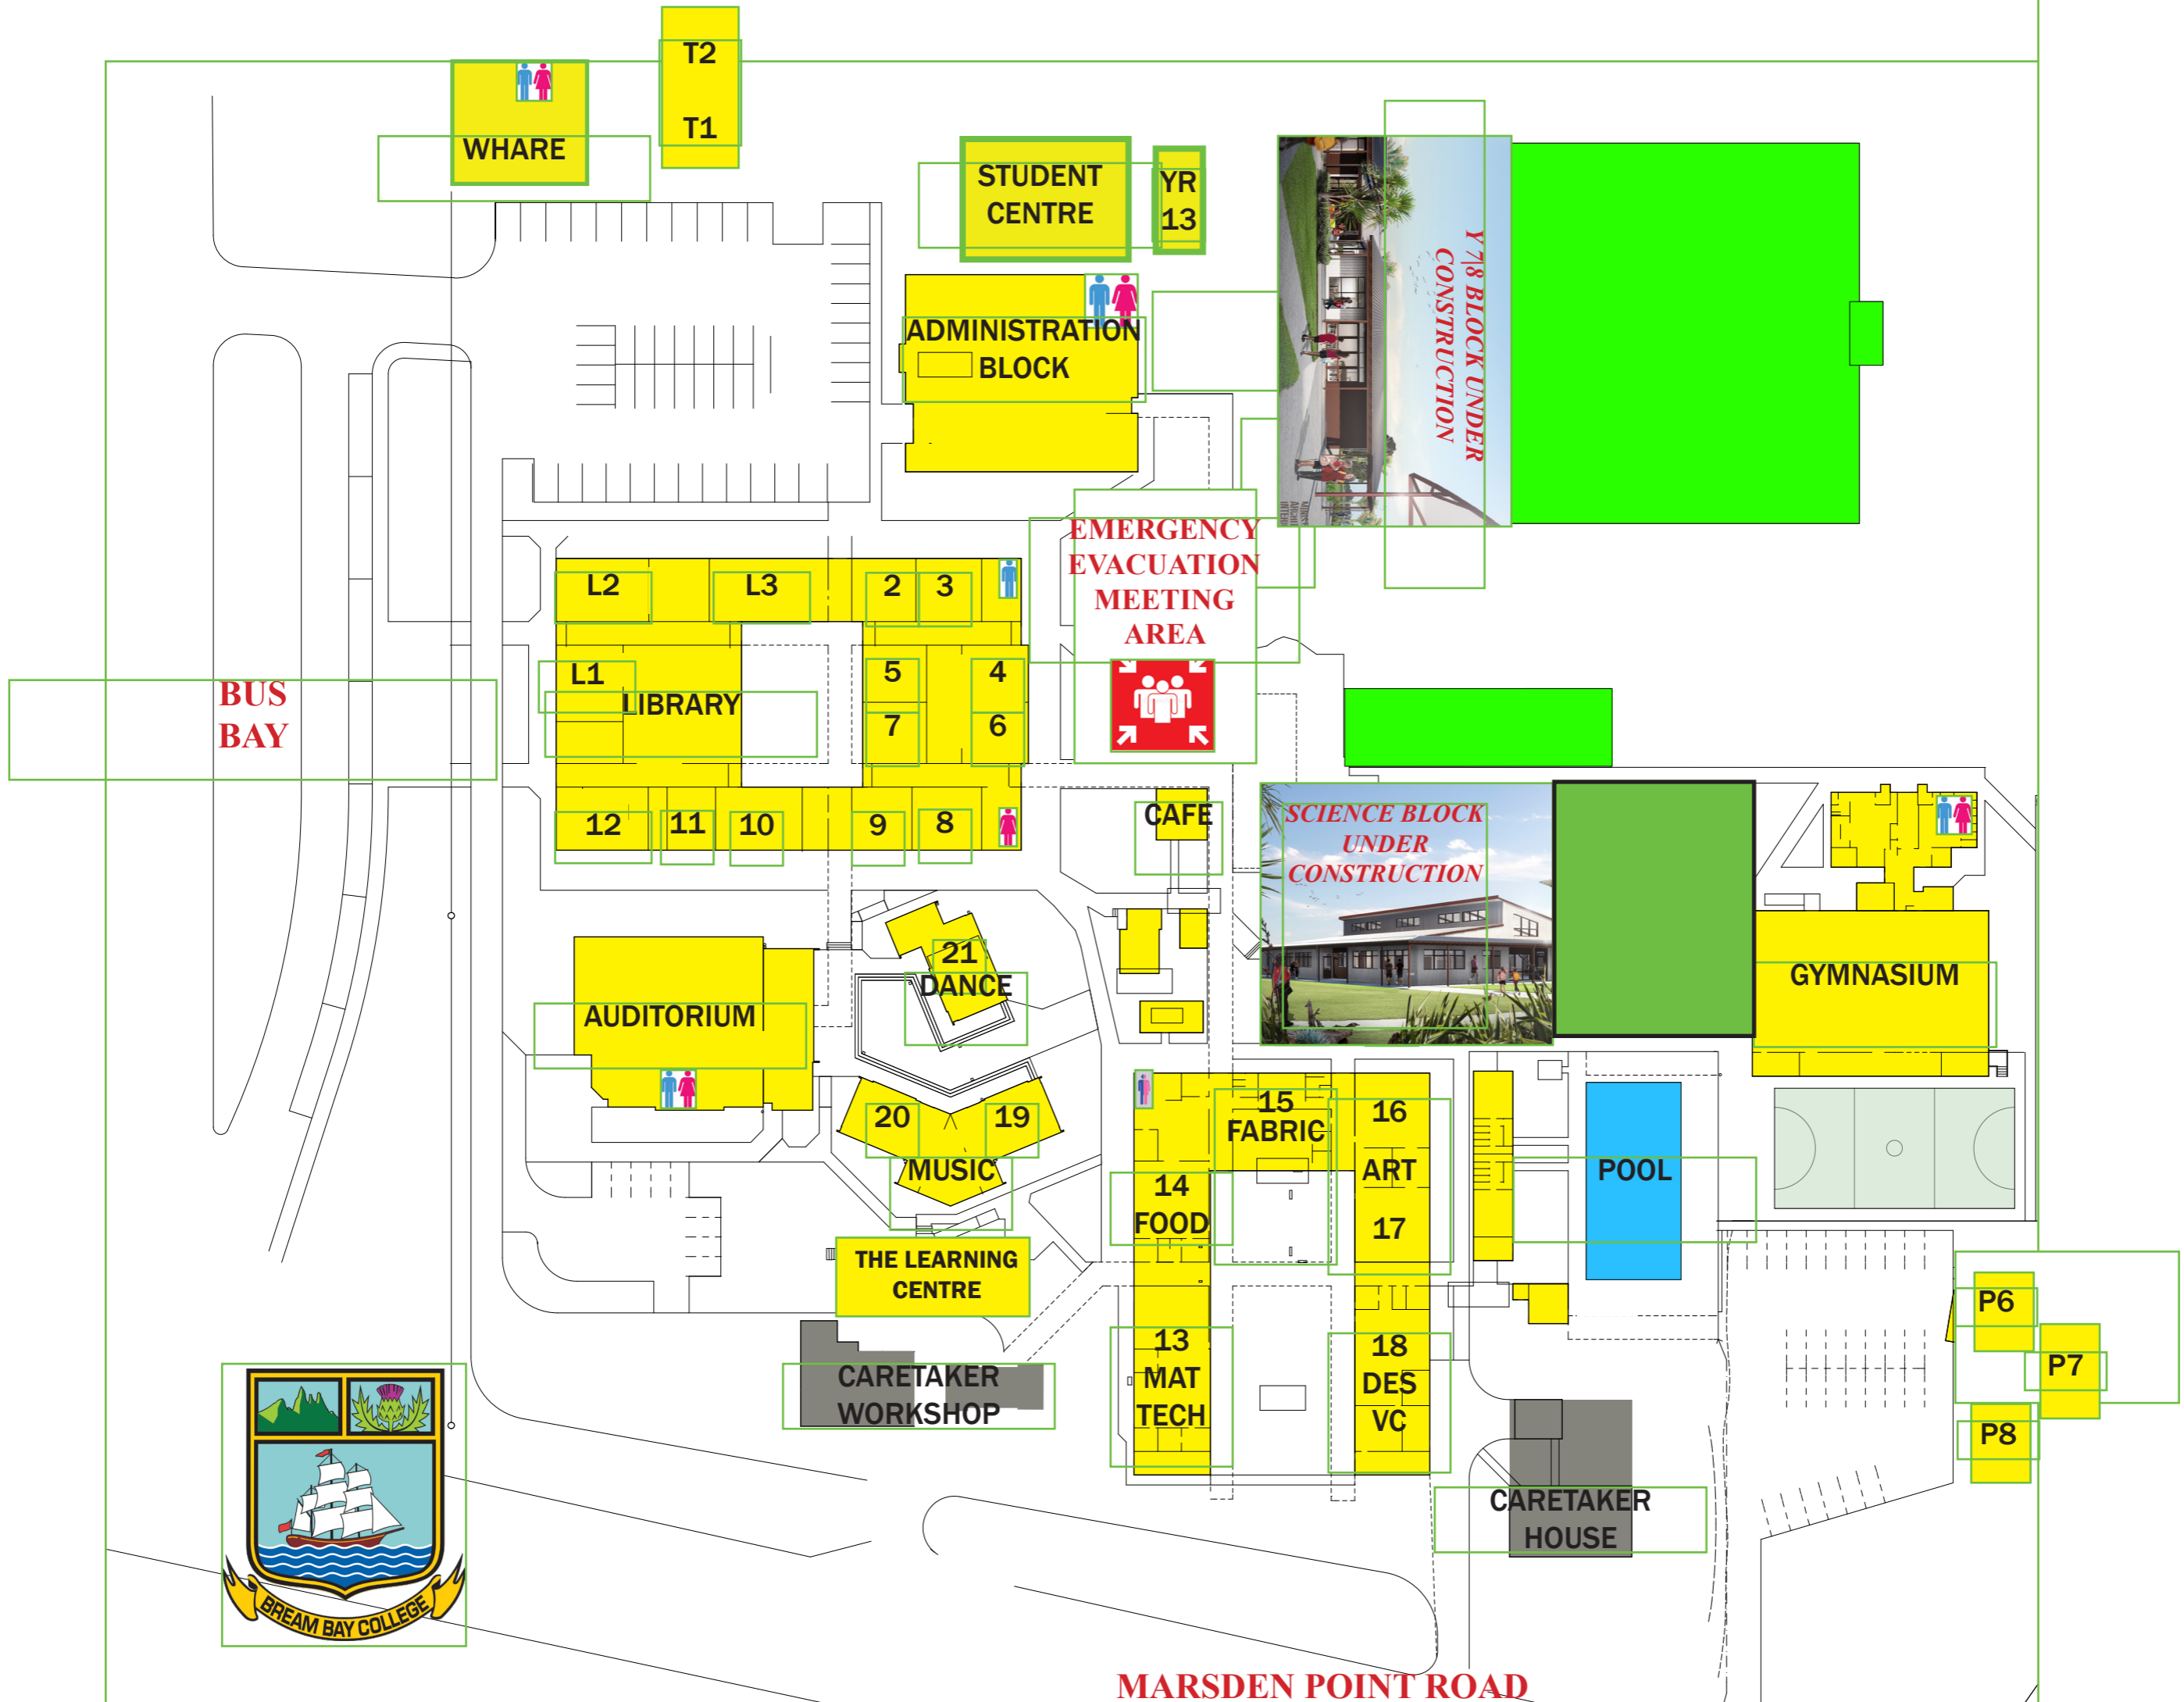 T2
T1
WHARE
STUDENT
CENTRE
YR
13
Y 7|8 BLOCK UNDER
CONSTRUCTION
ADMINISTRATION
BLOCK
EMERGENCY
EVACUATION
MEETING
AREA
L2
L3
2
3
L1
LIBRARY
5
4
7
6
BUS
BAY
12
11
10
9
8
CAFE
SCIENCE BLOCK
UNDER
CONSTRUCTION
21
DANCE
GYMNASIUM
AUDITORIUM
20
19
MUSIC
15
FABRIC
16
ART
17
14
FOOD
POOL
THE LEARNING
CENTRE
13
MAT
TECH
18
DES
VC
P6
P7
P8
CARETAKER
WORKSHOP
CARETAKER
HOUSE
BREAM BAY COLLEGE
MARSDEN POINT ROAD